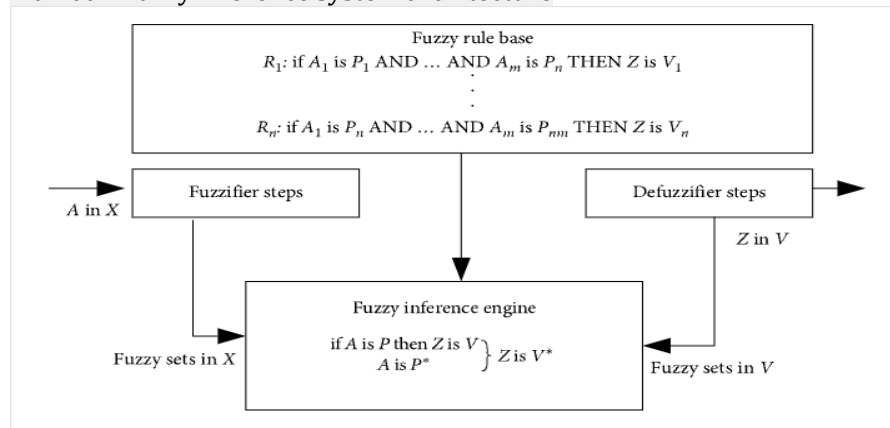 Fuzzy rule base
R₁: if A₁ is P₁ AND … AND Aₘ is Pₙ THEN Z is V₁
.
.
.
Rₙ: if A₁ is Pₙ AND … AND Aₘ is Pₙₘ THEN Z is Vₙ
Fuzzifier steps
Defuzzifier steps
A in X
Z in V
Fuzzy inference engine
if A is P then Z is V
A is P*
} Z is V*
Fuzzy sets in X
Fuzzy sets in V